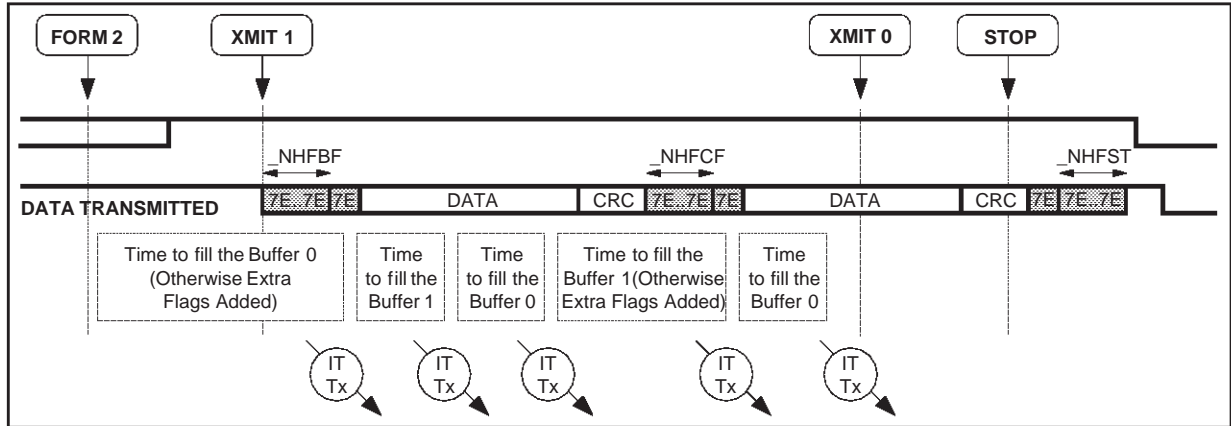 FORM 2
XMIT 1
XMIT 0
STOP
_NHFBF
_NHFCF
_NHFST
DATA TRANSMITTED
7E..7E 7E DATA CRC 7E..7E 7E DATA CRC 7E 7E..7E
Time to fill the Buffer 0
(Otherwise Extra
Flags Added)
Time
to fill the
Buffer 1
Time
to fill the
Buffer 0
Time to fill the
Buffer 1(Otherwise
Extra Flags Added)
Time
to fill the
Buffer 0
IT
Tx
IT
Tx
IT
Tx
IT
Tx
IT
Tx